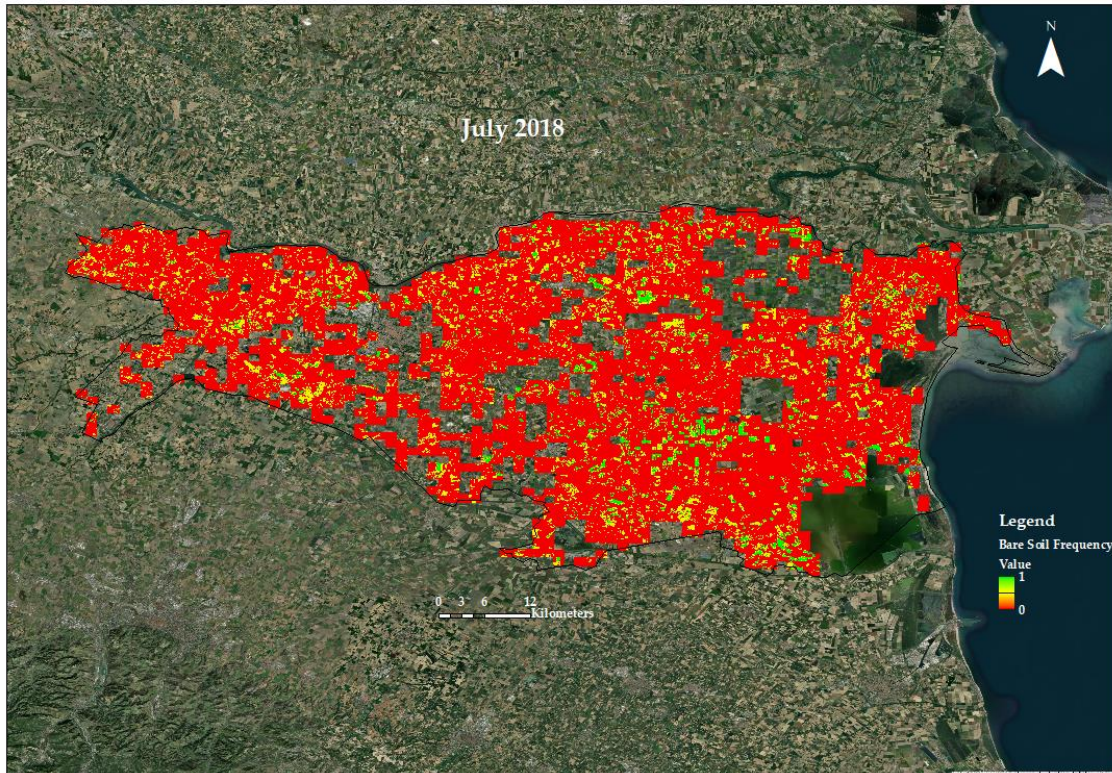 N
July 2018
Legend
Bare Soil Frequency
Value
1
0
0 3 6 12
Kilometers